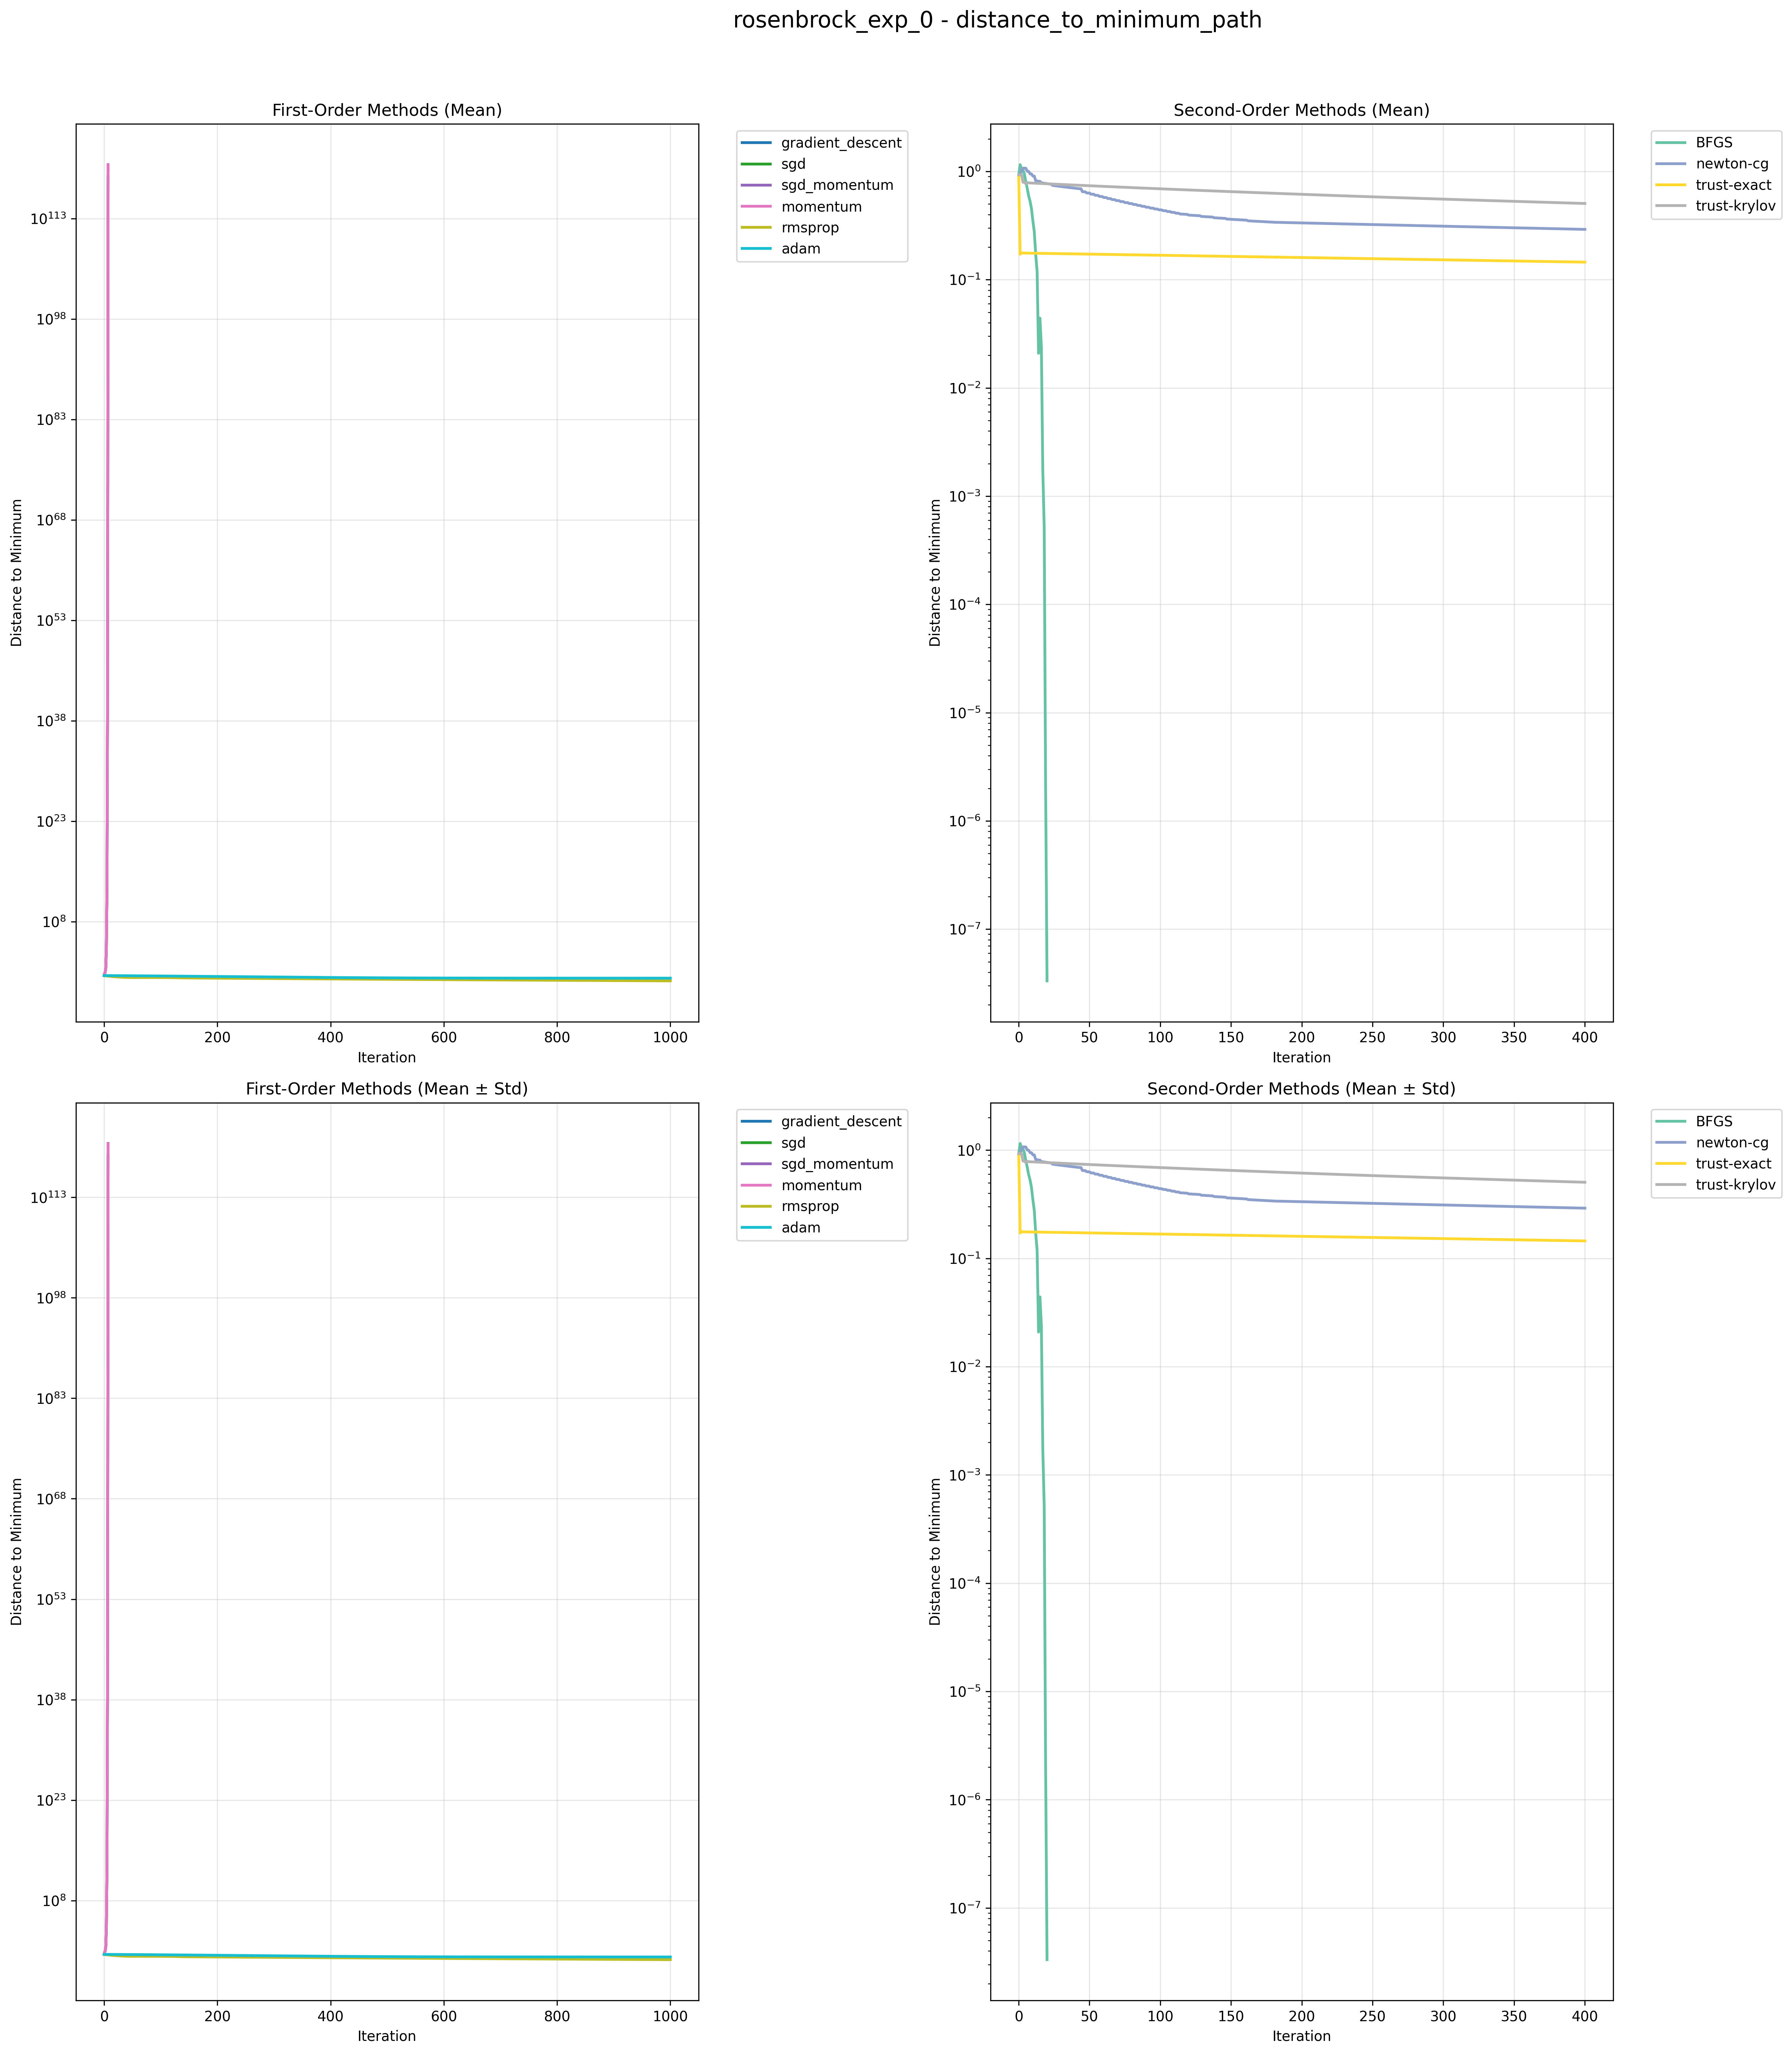 rosenbrock_exp_0 - distance_to_minimum_path
First-Order Methods (Mean)
Distance to Minimum
10^113
10^98
10^83
10^68
10^53
10^38
10^23
10^8
0 200 400 600 800 1000
Iteration
gradient_descent
sgd
sgd_momentum
momentum
rmsprop
adam
Second-Order Methods (Mean)
Distance to Minimum
10^0
10^−1
10^−2
10^−3
10^−4
10^−5
10^−6
10^−7
0 50 100 150 200 250 300 350 400
Iteration
BFGS
newton-cg
trust-exact
trust-krylov
First-Order Methods (Mean ± Std)
Distance to Minimum
10^113
10^98
10^83
10^68
10^53
10^38
10^23
10^8
0 200 400 600 800 1000
Iteration
gradient_descent
sgd
sgd_momentum
momentum
rmsprop
adam
Second-Order Methods (Mean ± Std)
Distance to Minimum
10^0
10^−1
10^−2
10^−3
10^−4
10^−5
10^−6
10^−7
0 50 100 150 200 250 300 350 400
Iteration
BFGS
newton-cg
trust-exact
trust-krylov